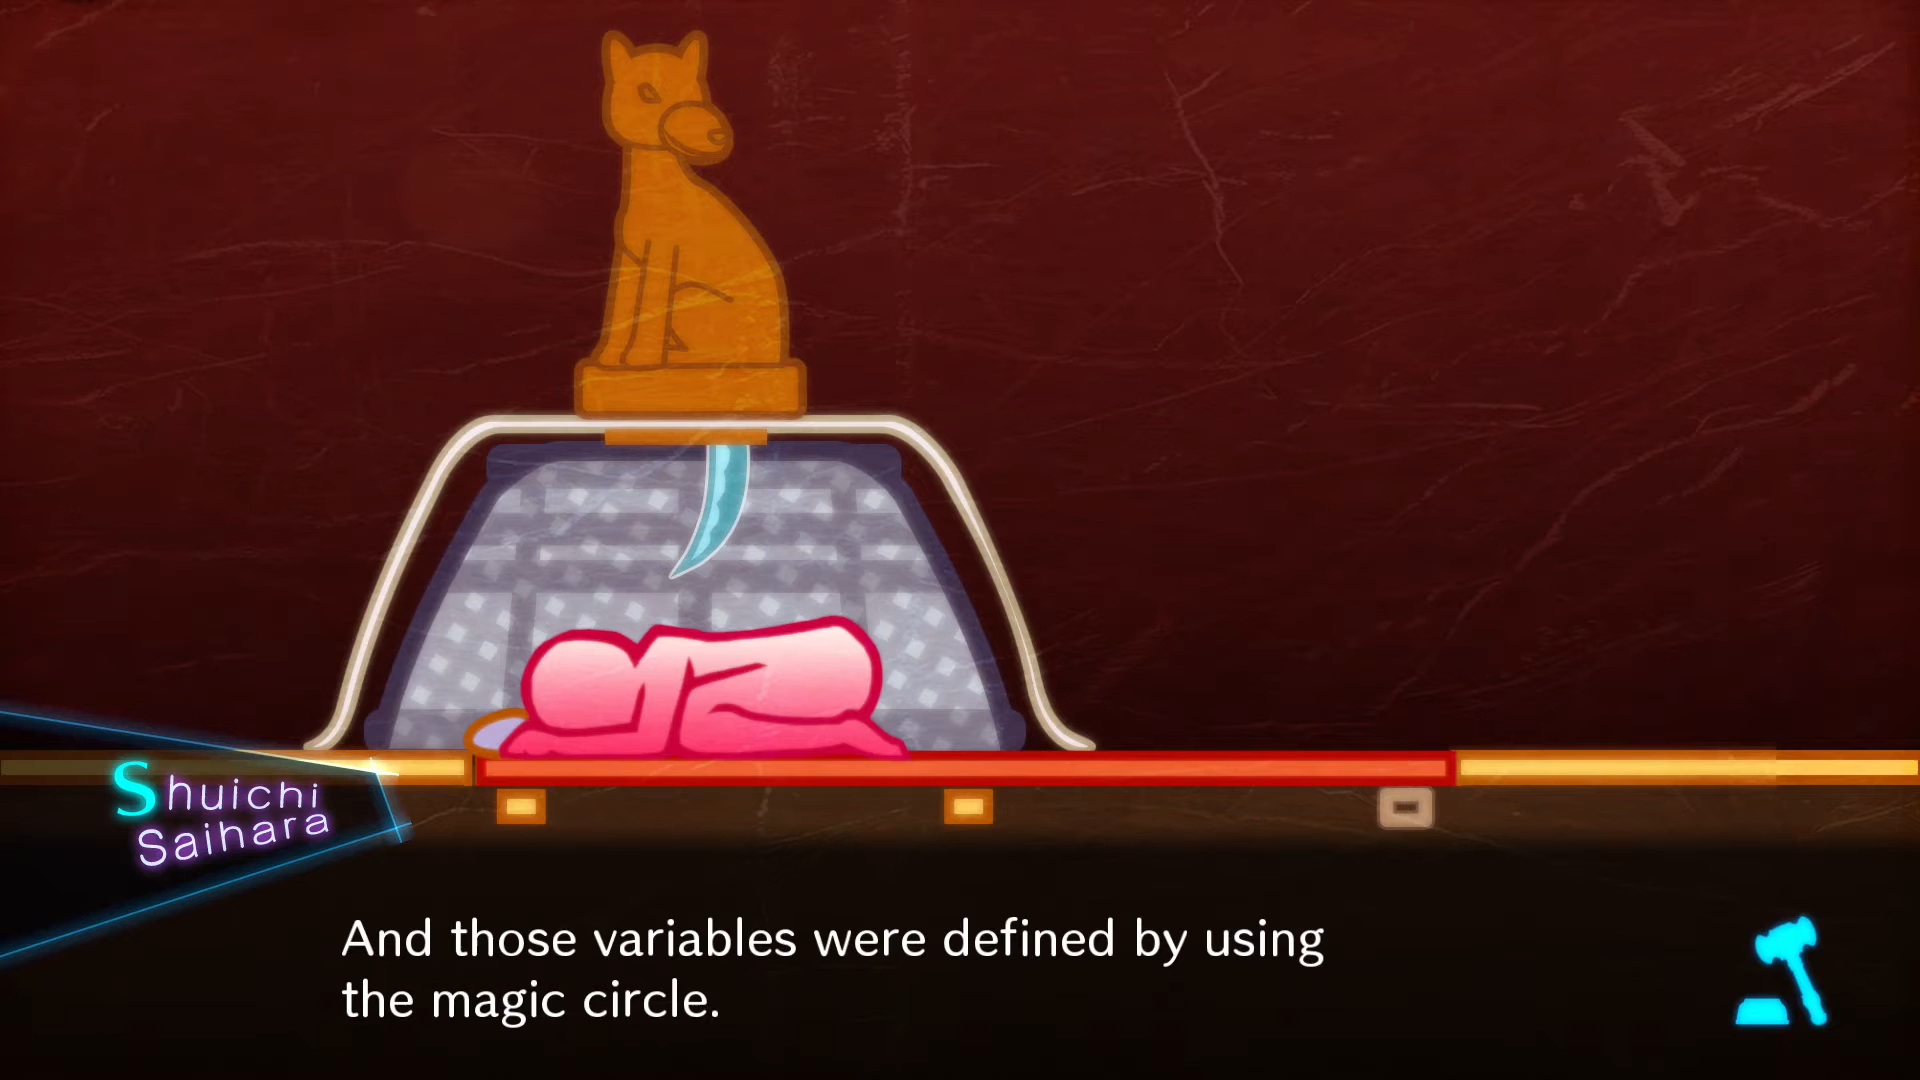 Shuichi
Saihara
And those variables were defined by using
the magic circle.